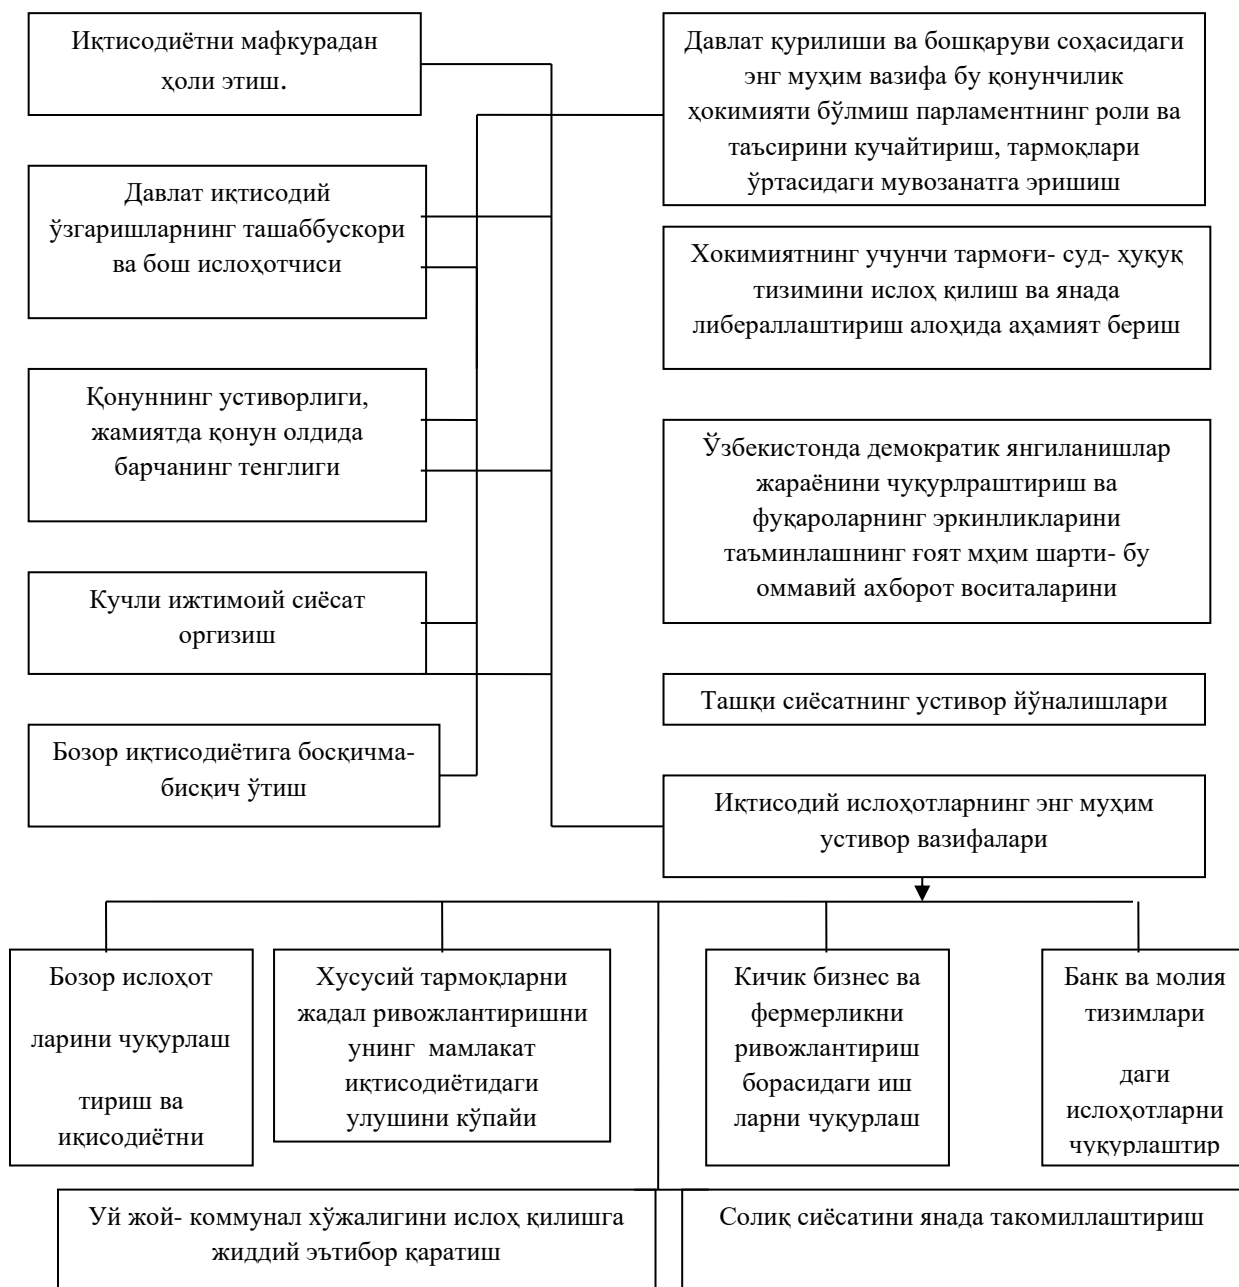 Иқтисодиётни мафкурадан
ҳоли этиш.
Давлат иқтисодий
ўзгаришларнинг ташаббускори
ва бош ислоҳотчиси
Қонуннинг устиворлиги,
жамиятда қонун олдида
барчанинг тенглиги
Кучли ижтимоий сиёсат
оргизиш
Бозор иқтисодиётига босқичма-
бисқич ўтиш
Давлат қурилиши ва бошқаруви соҳасидаги
энг муҳим вазифа бу қонунчилик
ҳокимияти бўлмиш парламентнинг роли ва
таъсирини кучайтириш, тармоқлари
ўртасидаги мувозанатга эришиш
Хокимиятнинг учунчи тармоғи- суд- ҳуқуқ
тизимини ислоҳ қилиш ва янада
либераллаштириш алоҳида аҳамият бериш
Ўзбекистонда демократик янгиланишлар
жараёнини чуқурлраштириш ва
фуқароларнинг эркинликларини
таъминлашнинг ғоят мҳим шарти- бу
оммавий ахборот воситаларини
Ташқи сиёсатнинг устивор йўналишлари
Иқтисодий ислоҳотларнинг энг муҳим
устивор вазифалари
Бозор ислоҳот
ларини чуқурлаш
тириш ва
иқисодиётни
Хусусий тармоқларни
жадал ривожлантиришни
унинг мамлакат
иқтисодиётидаги
улушини кўпайи
Кичик бизнес ва
фермерликни
ривожлантириш
борасидаги иш
ларни чуқурлаш
Банк ва молия
тизимлари
даги
ислоҳотларни
чуқурлаштир
Уй жой- коммунал хўжалигини ислоҳ қилишга
жиддий эътибор қаратиш
Солиқ сиёсатини янада такомиллаштириш